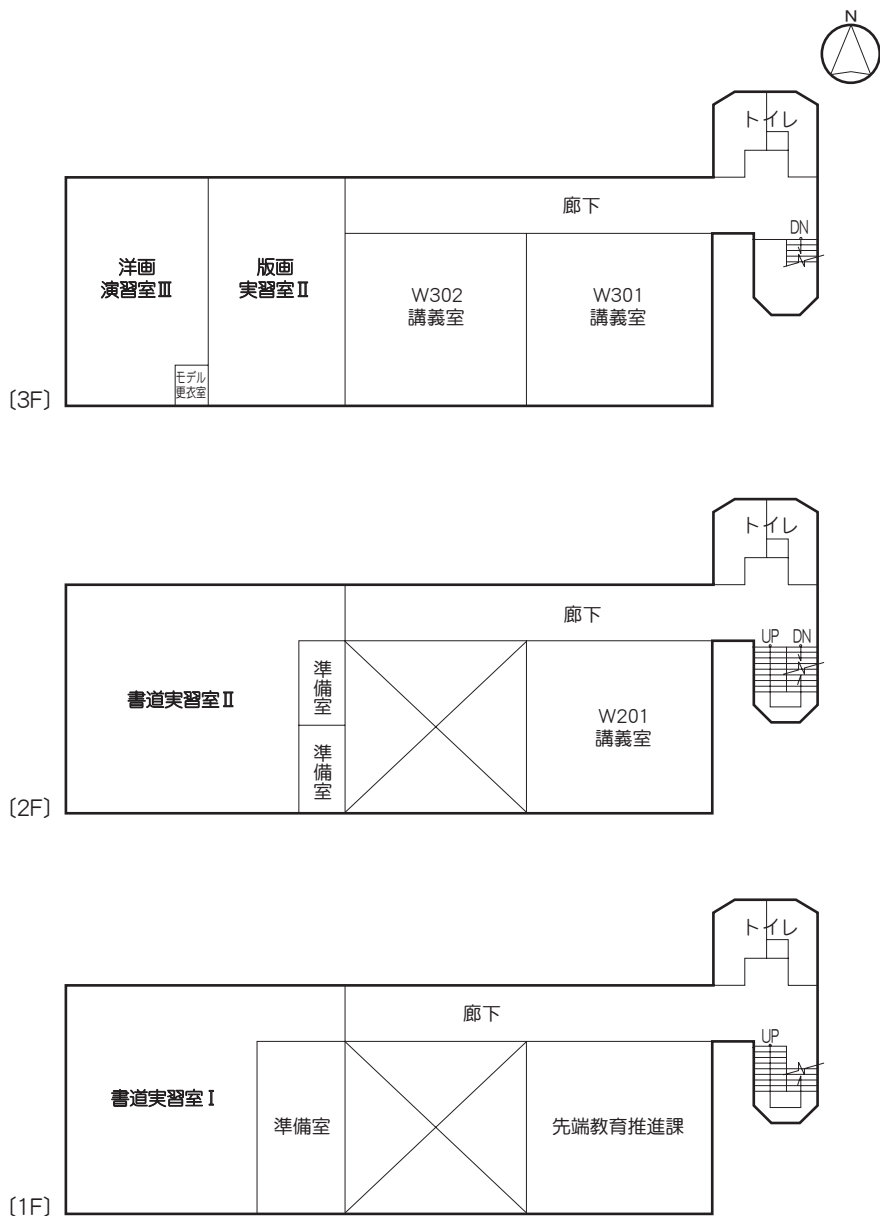 N
トイレ
廊下
DN
洋画
演習室Ⅲ
版画
実習室Ⅱ
W302
講義室
W301
講義室
モデル
更衣室
〔3F〕
トイレ
廊下
UP DN
準備室
書道実習室Ⅱ
W201
講義室
準備室
〔2F〕
トイレ
廊下
UP
書道実習室Ⅰ
準備室
先端教育推進課
〔1F〕